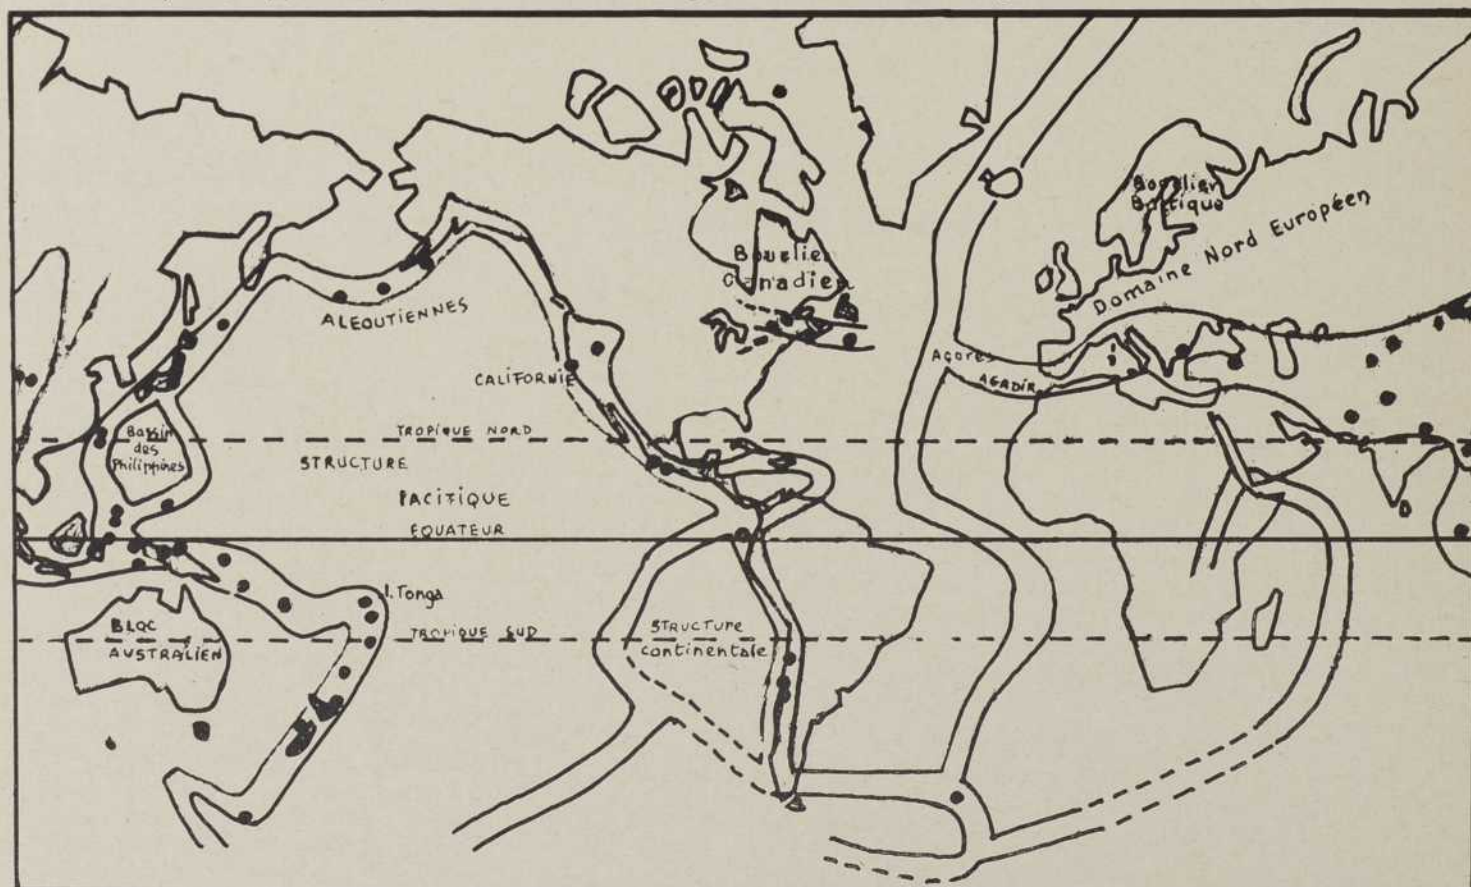 Bouclier
Baltique
Domaine Nord Européen
Bouclier
Canadien
ALEOUTIENNES
Açores
AGADIR
CALIFORNIE
TROPIQUE NORD
Bassin
des
Philippines
STRUCTURE
PACIFIQUE
EQUATEUR
I. Tonga
BLOC
AUSTRALIEN
TROPIQUE SUD
STRUCTURE
continentale